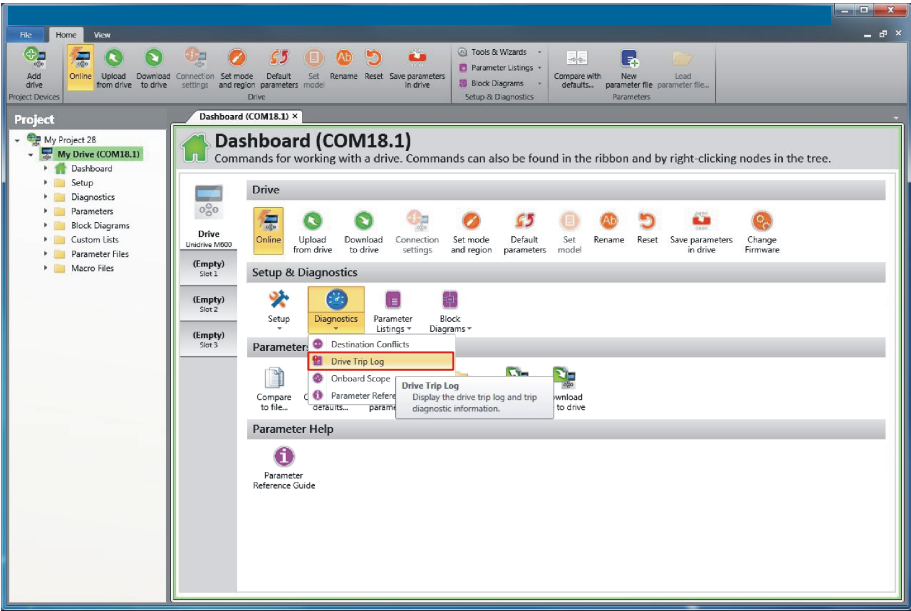 File Home View
Add drive
Online
Upload from drive
Download to drive
Connection settings
Set mode and region
Default parameters
Set model
Rename
Reset
Save parameters in drive
Tools & Wizards
Parameter Listings
Block Diagrams
Compare with defaults...
New parameter file
Load parameter file...
Project Devices
Drive
Setup & Diagnostics
Parameters
Project
My Project 28
My Drive (COM18.1)
Dashboard
Setup
Diagnostics
Parameters
Block Diagrams
Custom Lists
Parameter Files
Macro Files
Dashboard (COM18.1) ×
Dashboard (COM18.1)
Commands for working with a drive. Commands can also be found in the ribbon and by right-clicking nodes in the tree.
Drive
Unidrive M600
(Empty)
Slot 1
(Empty)
Slot 2
(Empty)
Slot 3
Drive
Online
Upload from drive
Download to drive
Connection settings
Set mode and region
Default parameters
Set model
Rename
Reset
Save parameters in drive
Change Firmware
Setup & Diagnostics
Setup
Diagnostics
Parameter Listings
Block Diagrams
Destination Conflicts
Drive Trip Log
Onboard Scope
Parameter Refere
Drive Trip Log
Display the drive trip log and trip
diagnostic information.
Parameter
Compare to file...
defaults...
param
wnload
to drive
Parameter Help
Parameter
Reference Guide